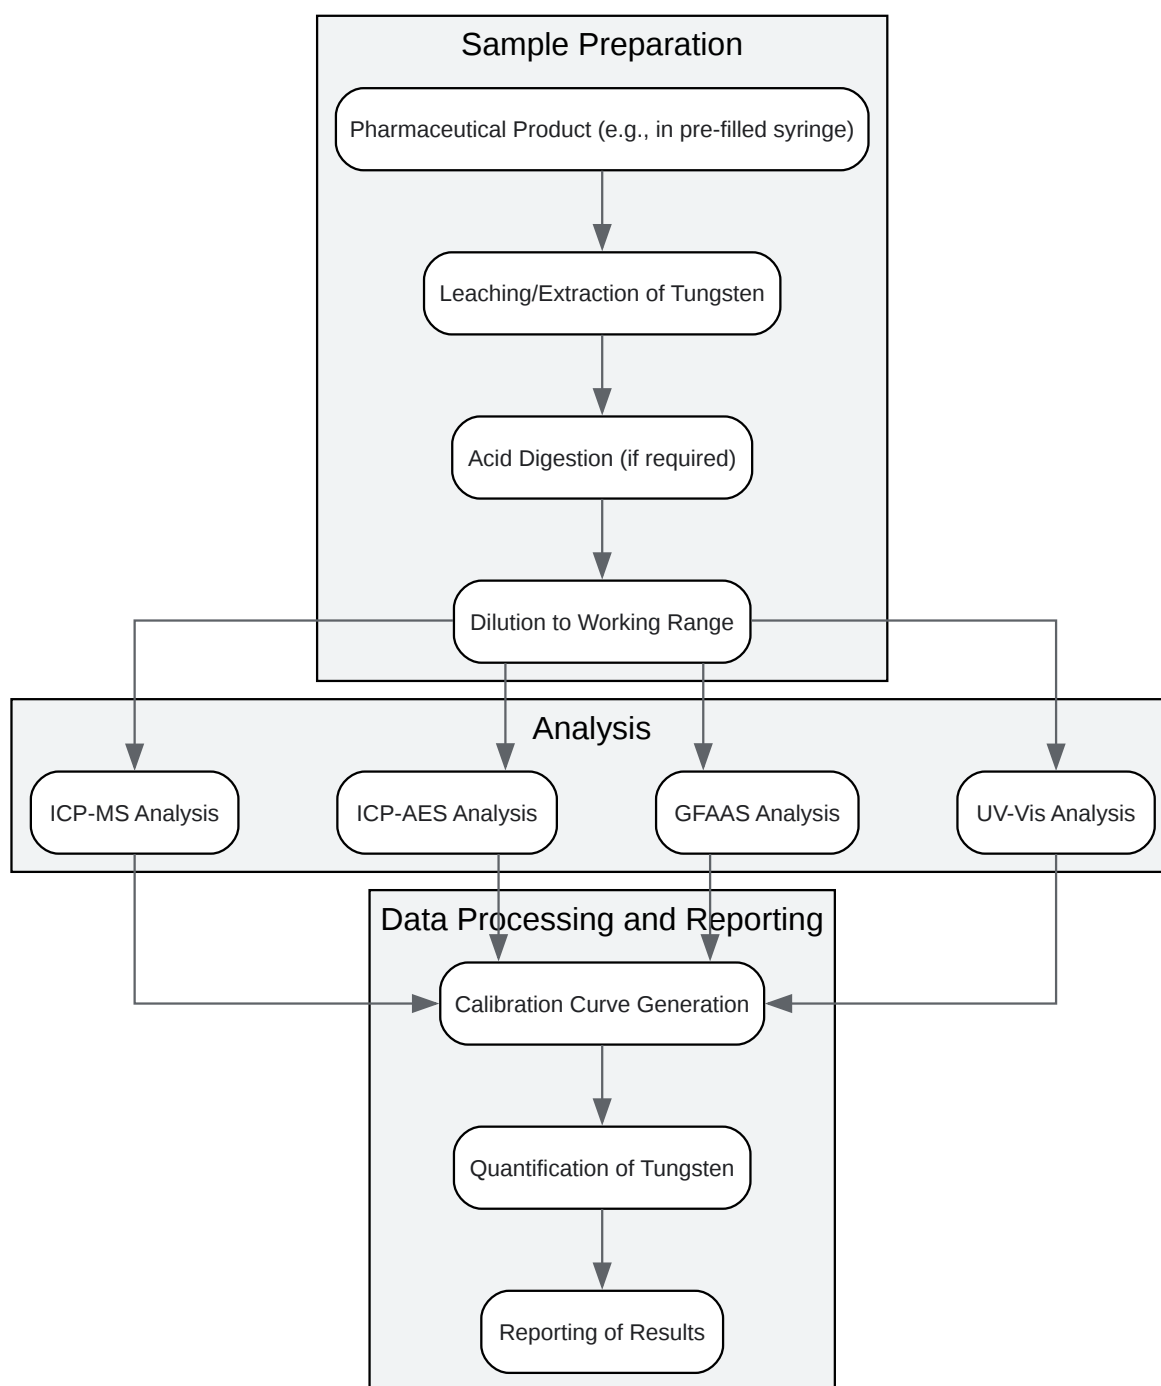 Sample Preparation
Pharmaceutical Product (e.g., in pre-filled syringe)
Leaching/Extraction of Tungsten
Acid Digestion (if required)
Dilution to Working Range
Analysis
ICP-MS Analysis
ICP-AES Analysis
GFAAS Analysis
UV-Vis Analysis
Data Processing and Reporting
Calibration Curve Generation
Quantification of Tungsten
Reporting of Results